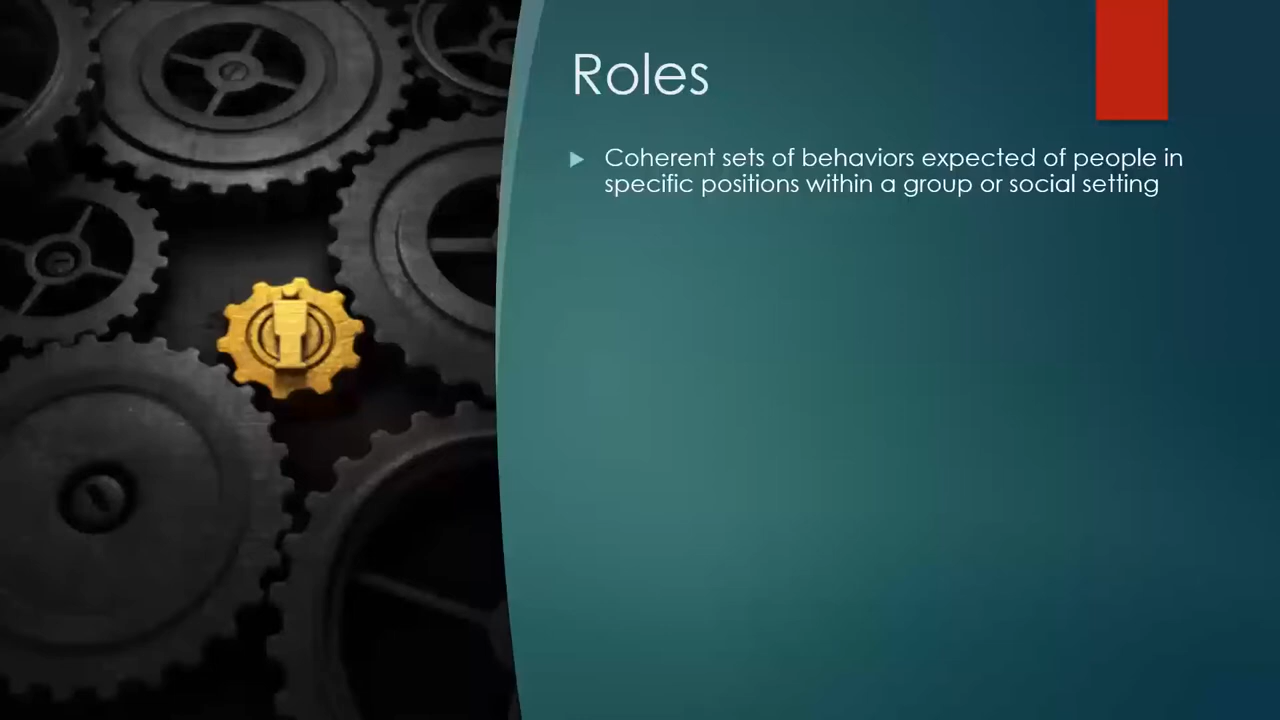 Roles
Coherent sets of behaviors expected of people in
specific positions within a group or social setting